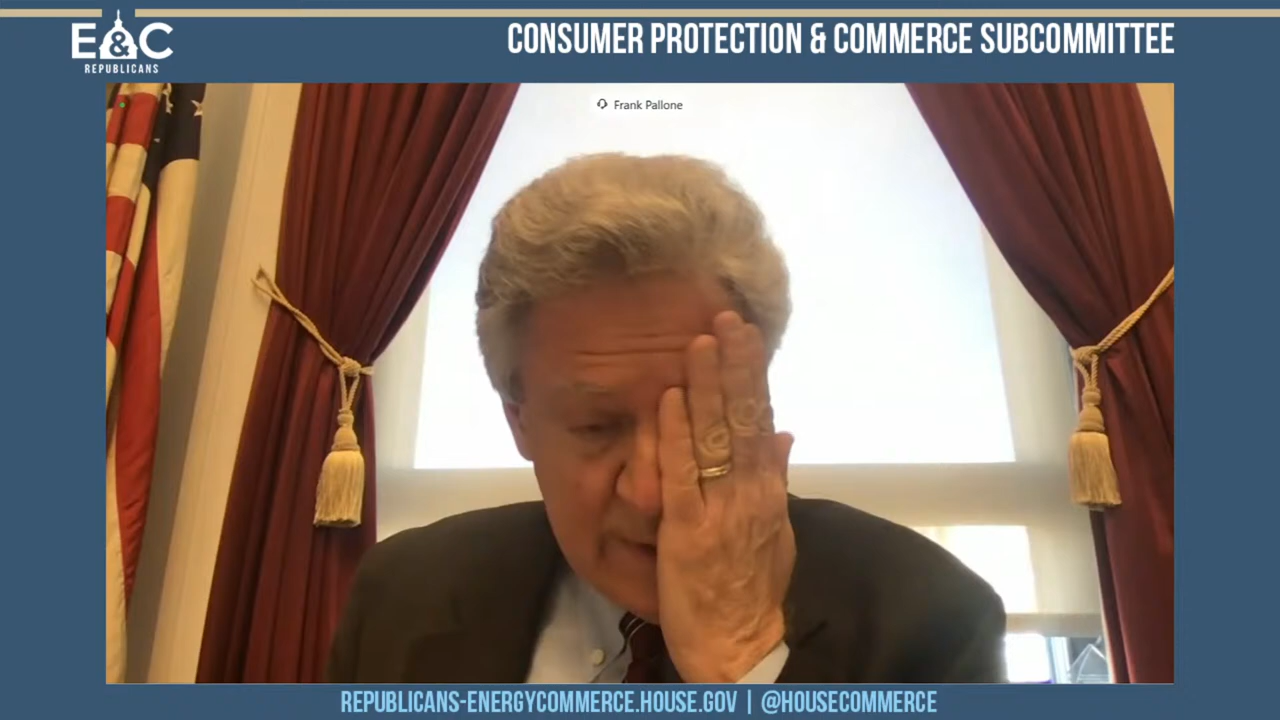 E&C
REPUBLICANS
CONSUMER PROTECTION & COMMERCE SUBCOMMITTEE
Frank Pallone
REPUBLICANS-ENERGYCOMMERCE.HOUSE.GOV | @HOUSECOMMERCE